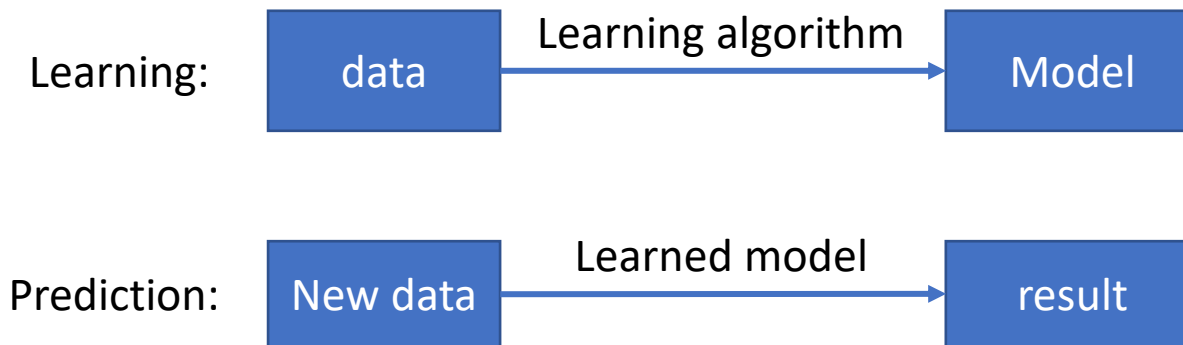 Learning:
data
Learning algorithm
Model
Prediction:
New data
Learned model
result